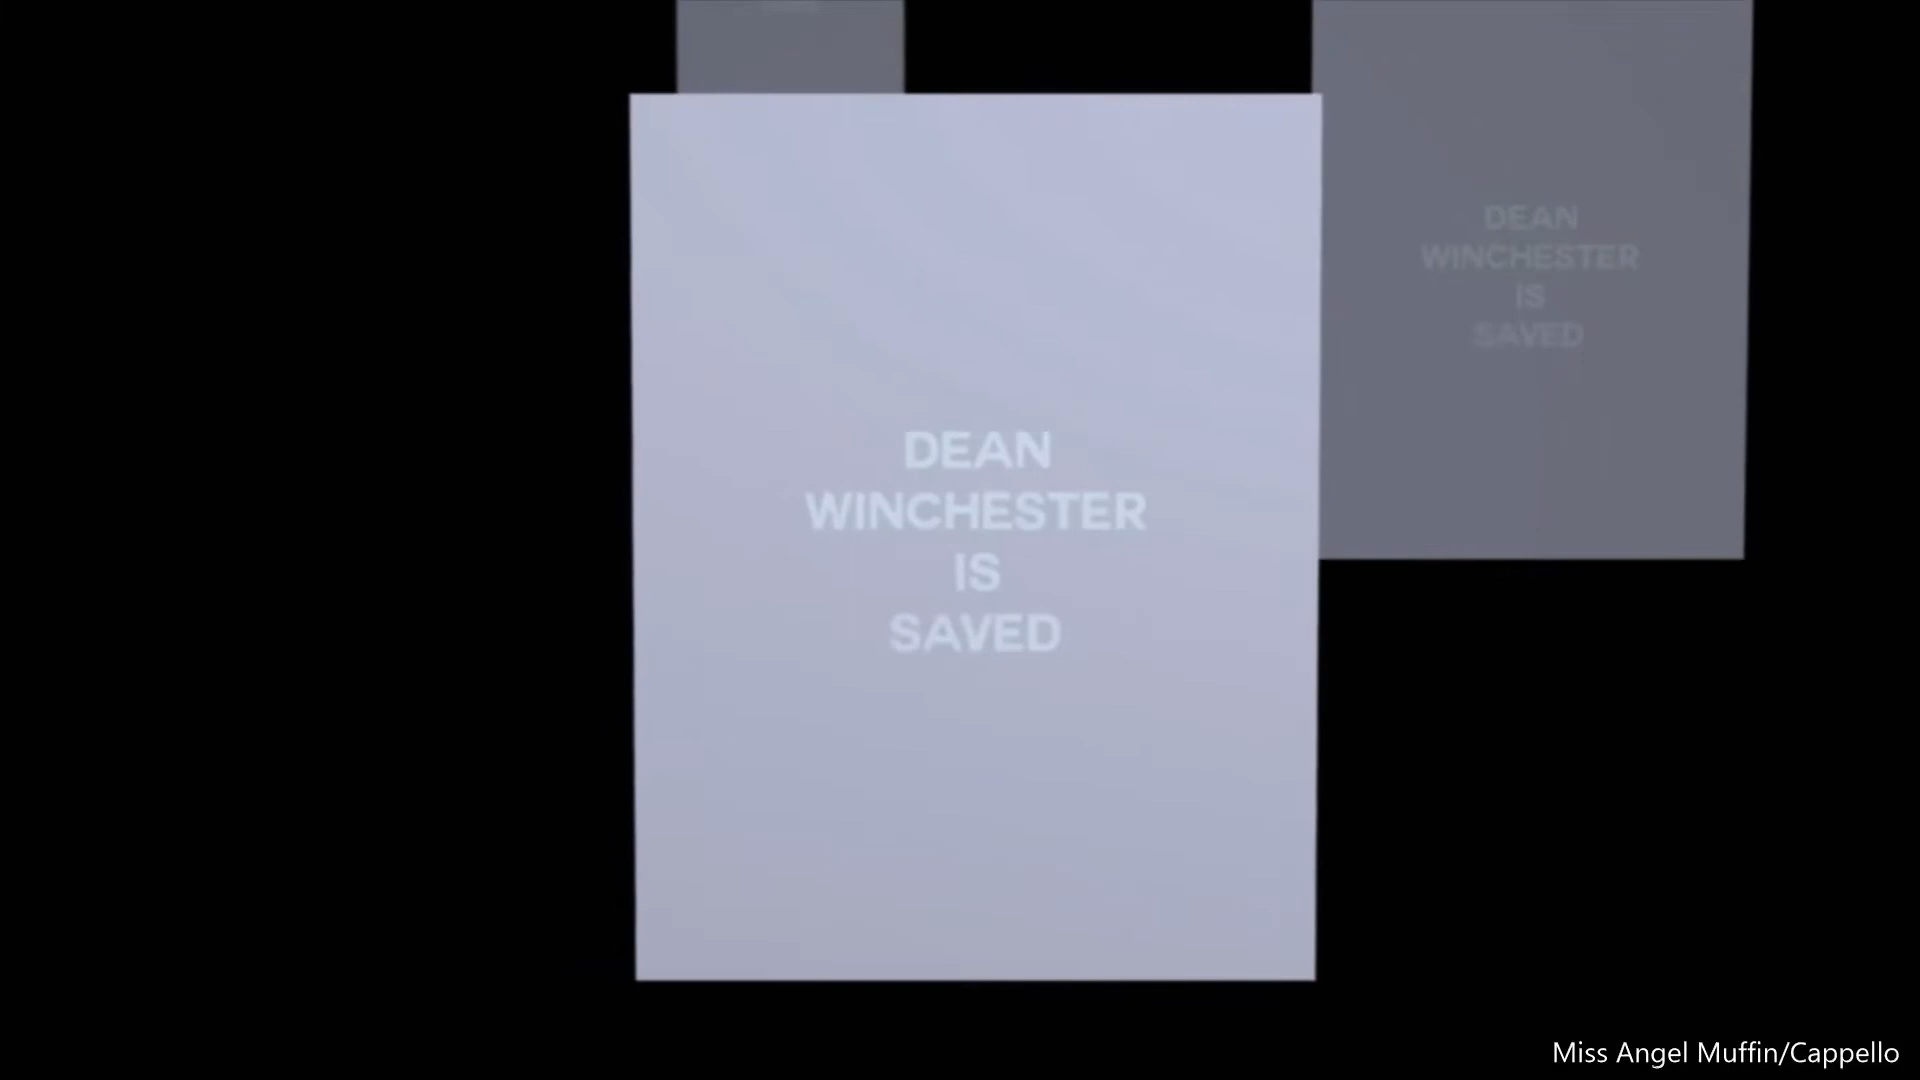 DEAN
WINCHESTER
IS
SAVED
DEAN
WINCHESTER
IS
SAVED
Miss Angel Muffin/Cappello